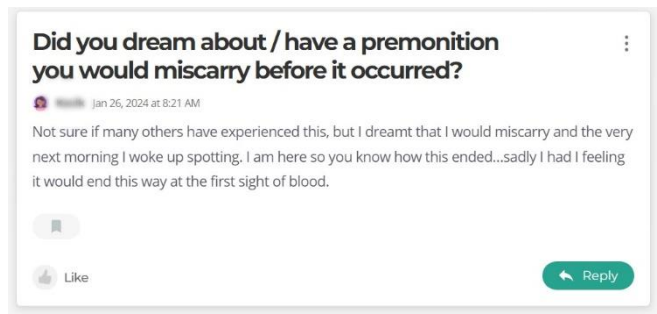 Did you dream about / have a premonition
you would miscarry before it occurred?
Jan 26, 2024 at 8:21 AM
Not sure if many others have experienced this, but I dreamt that I would miscarry and the very
next morning I woke up spotting. I am here so you know how this ended...sadly I had I feeling
it would end this way at the first sight of blood.
Like
Reply